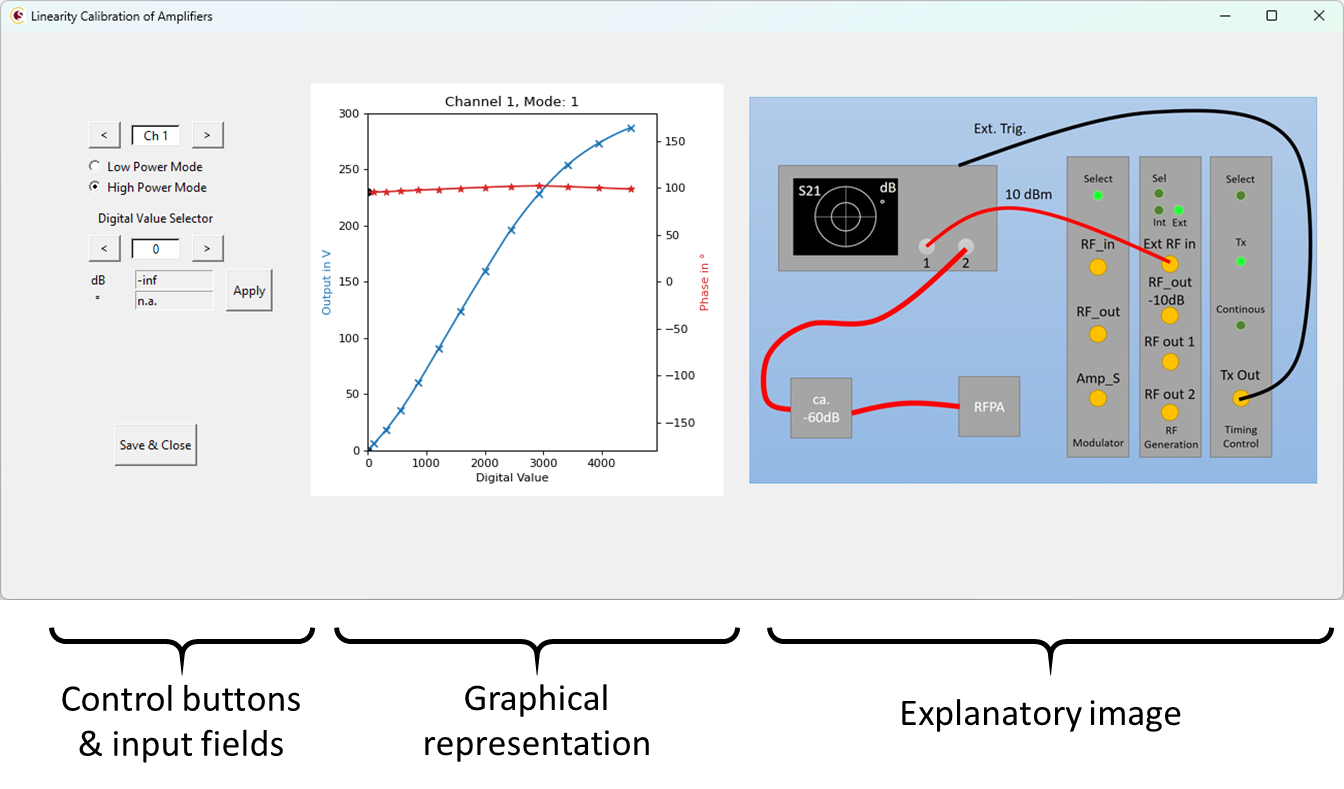 Linearity Calibration of Amplifiers
<
Ch 1
>
Low Power Mode
High Power Mode
Digital Value Selector
<
0
>
dB
-inf
°
n.a.
Apply
Save & Close
Channel 1, Mode: 1
300
250
200
150
100
50
0
Output in V
0
1000
2000
3000
4000
Digital Value
150
100
50
0
−50
−100
−150
Phase in °
Ext. Trig.
S21
dB
°
1
2
10 dBm
ca.
-60dB
RFPA
Select
RF_in
RF_out
Amp_S
Modulator
Sel
Int Ext
Ext RF in
RF_out
-10dB
RF out 1
RF out 2
RF
Generation
Select
Tx
Continous
Tx Out
Timing
Control
Control buttons
& input fields
Graphical
representation
Explanatory image